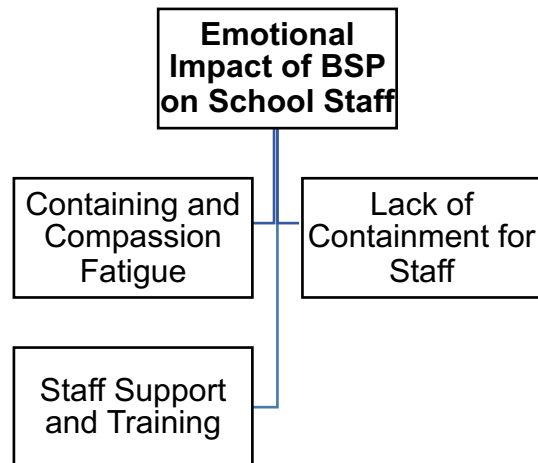 Emotional
Impact of BSP
on School Staff
Containing and
Compassion
Fatigue
Lack of
Containment for
Staff
Staff Support
and Training